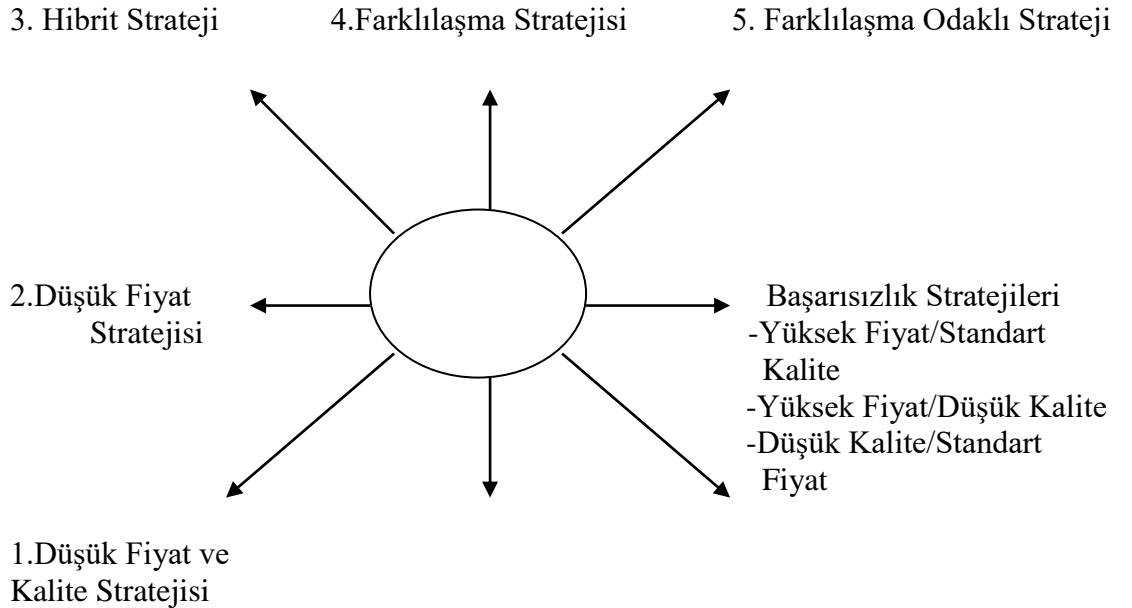 3. Hibrit Strateji 4.Farklılaşma Stratejisi 5. Farklılaşma Odaklı Strateji
2.Düşük Fiyat
Stratejisi
Başarısızlık Stratejileri
-Yüksek Fiyat/Standart
Kalite
-Yüksek Fiyat/Düşük Kalite
-Düşük Kalite/Standart
Fiyat
1.Düşük Fiyat ve
Kalite Stratejisi